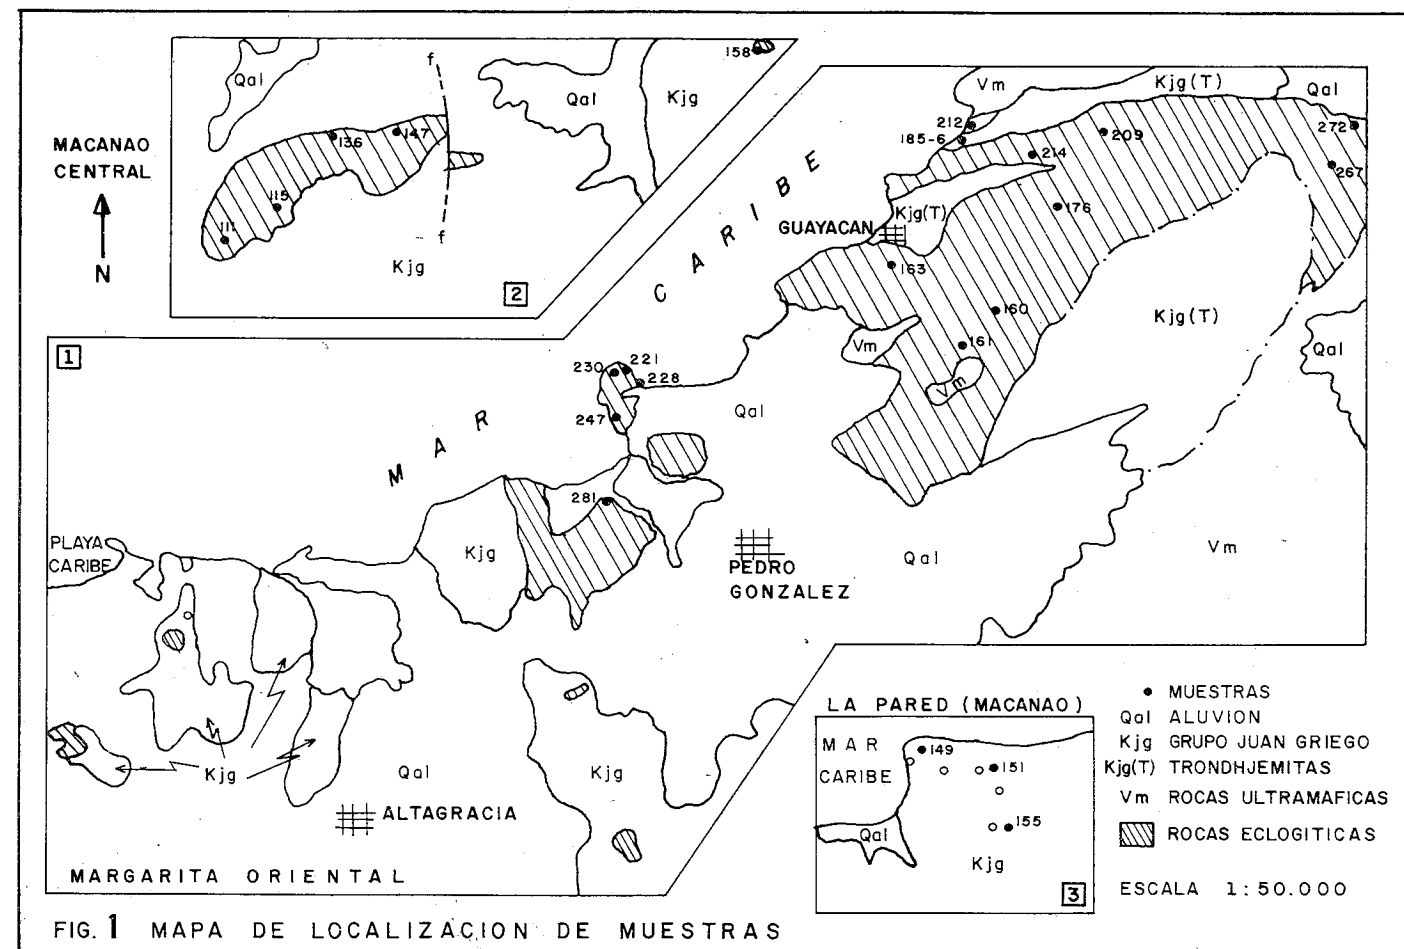 158
f
Qal
Qal
Kjg
136
147
MACANAO
CENTRAL
N
115
111
f
Kjg
2
Vm
Kjg(T)
Qal
212
185-6
209
272
214
267
Kjg(T)
176
GUAYACAN
163
160
Kjg(T)
161
Vm
Vm
Qal
MAR CARIBE
1
230
221
228
247
Qal
281
Kjg
PLAYA
CARIBE
PEDRO
GONZALEZ
Qal
Vm
Kjg
Qal
Kjg
ALTAGRACIA
MARGARITA ORIENTAL
LA PARED (MACANAO)
MAR
CARIBE
149
151
155
Qal
Kjg
3
MUESTRAS
Qal ALUVION
Kjg GRUPO JUAN GRIEGO
Kjg(T) TRONDHJEMITAS
Vm ROCAS ULTRAMAFICAS
ROCAS ECLOGITICAS
ESCALA 1:50.000
FIG. 1 MAPA DE LOCALIZACION DE MUESTRAS